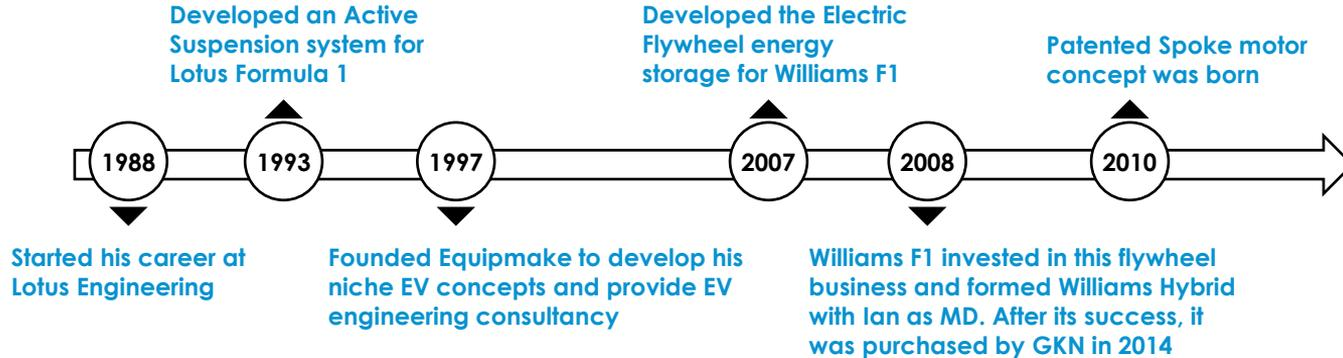 Developed an Active
Suspension system for
Lotus Formula 1
Developed the Electric
Flywheel energy
storage for Williams F1
Patented Spoke motor
concept was born
1988
1993
1997
2007
2008
2010
Started his career at
Lotus Engineering
Founded Equipmake to develop his
niche EV concepts and provide EV
engineering consultancy
Williams F1 invested in this flywheel
business and formed Williams Hybrid
with Ian as MD. After its success, it
was purchased by GKN in 2014